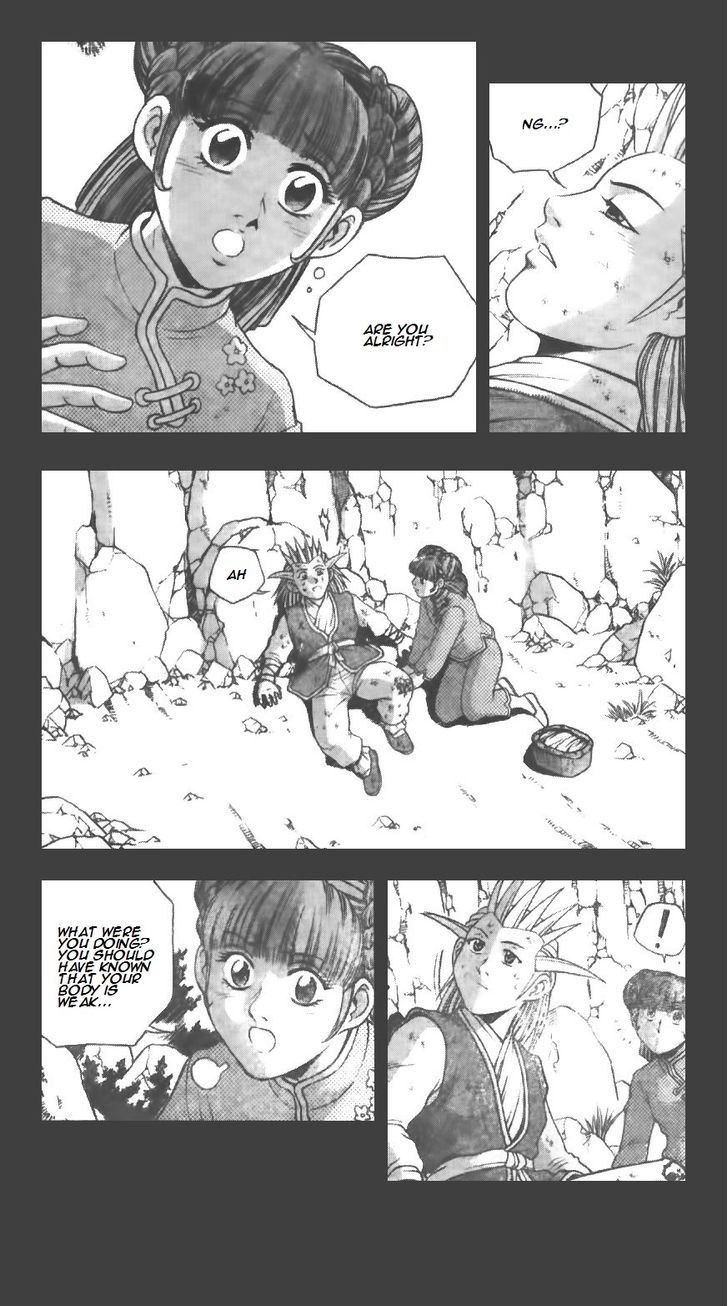 ARE YOU
ALRIGHT?
NG...?
AH
WHAT WERE
YOU DOING?
YOU SHOULD
HAVE KNOWN
THAT YOUR
BODY IS
WEAK...
!